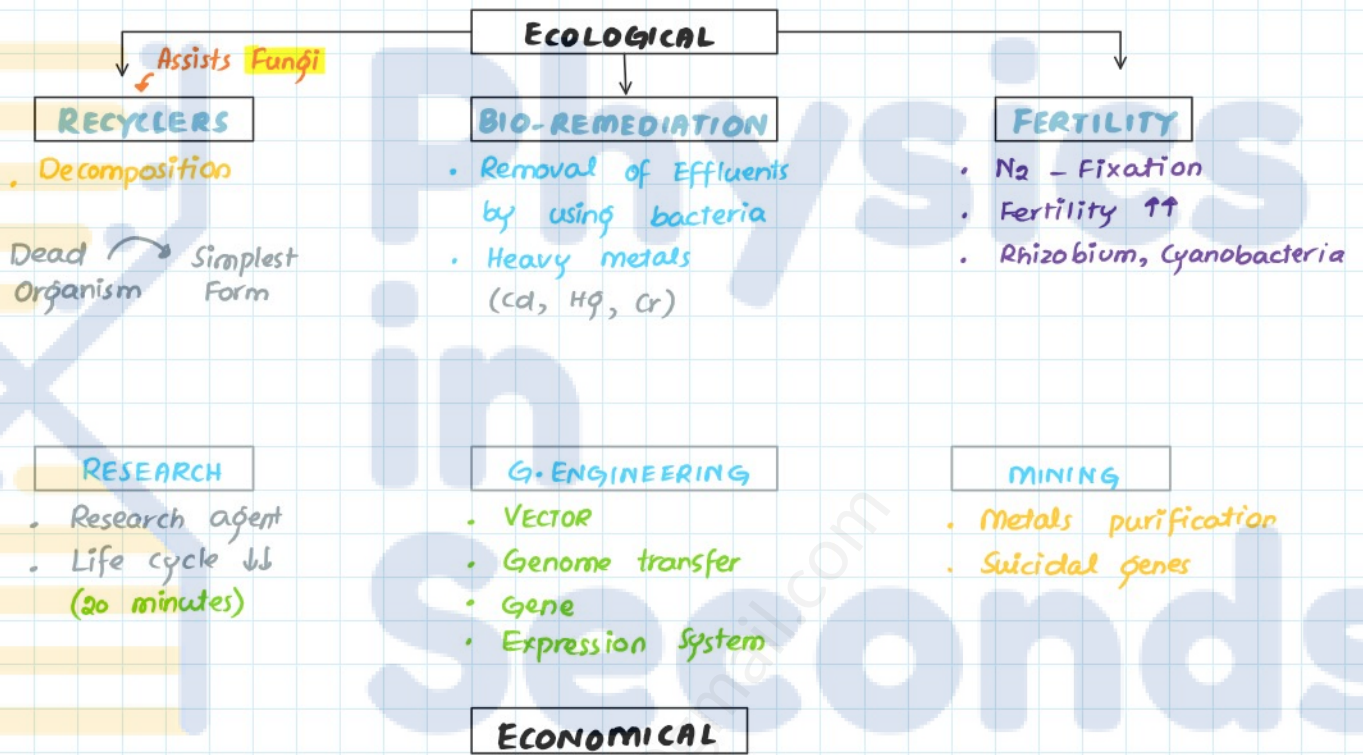 ECOLOGICAL
Assists Fungi
RECYCLERS
. Decomposition
Dead Simplest
Organism Form
BIO-REMEDIATION
. Removal of Effluents
by using bacteria
. Heavy metals
(Cd, Hg, Cr)
FERTILITY
. N2 - Fixation
. Fertility ↑↑
. Rhizobium, Cyanobacteria
RESEARCH
. Research agent
. Life cycle ↓↓
(20 minutes)
G. ENGINEERING
. VECTOR
. Genome transfer
. Gene
. Expression System
MINING
. Metals purification
. Suicidal genes
ECONOMICAL
Physics
in
Seconds